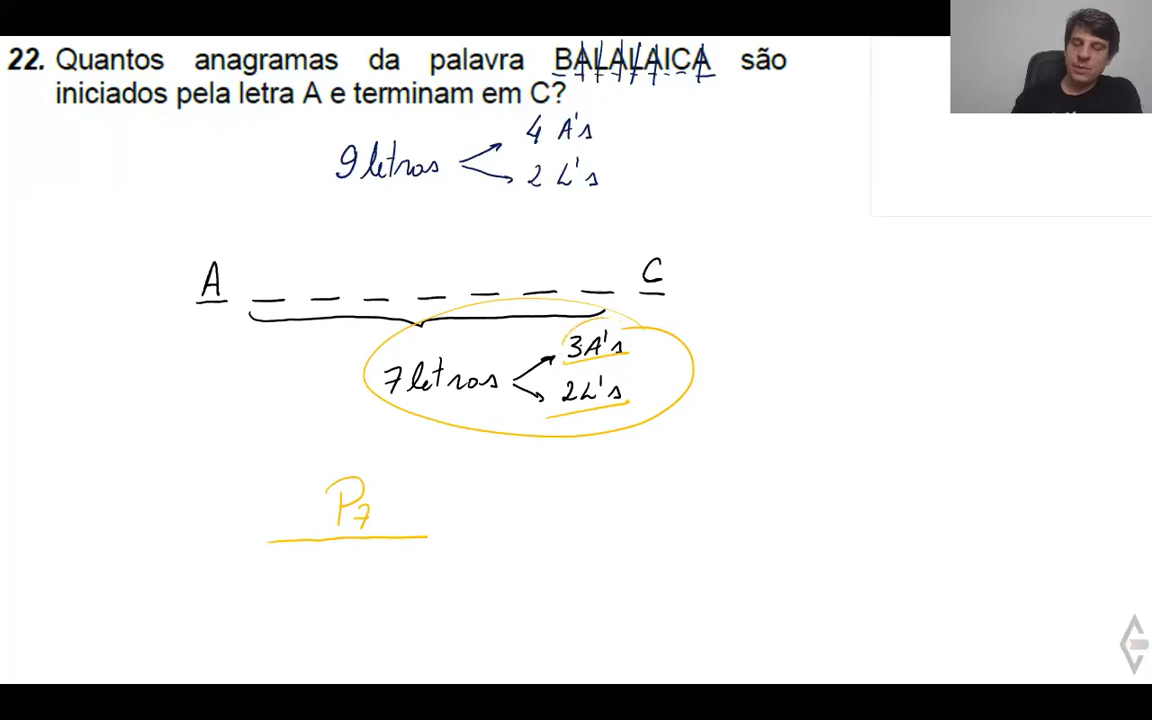 22. Quantos anagramas da palavra BALALAICA são
iniciados pela letra A e terminam em C?
9 letras
4 A's
2 L's
A _ _ _ _ _ _ _ C
7 letras
3 A's
2 L's
P7